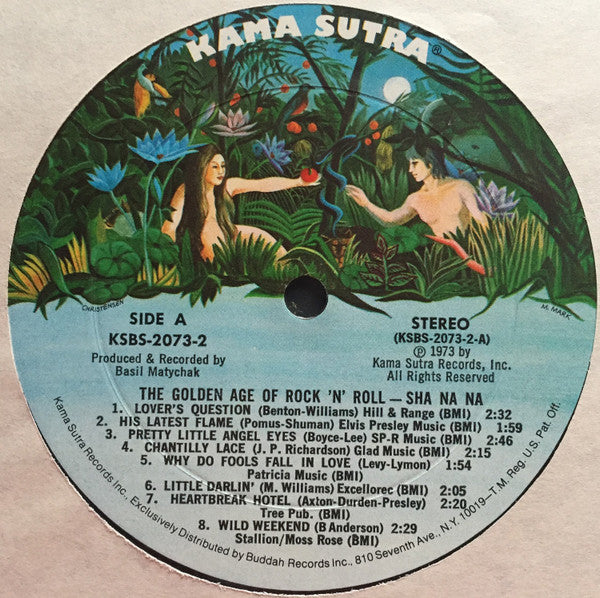 KAMA SUTRA®
CHRISTENSEN
M. MARK
SIDE A
KSBS-2073-2
Produced & Recorded by
Basil Matychak
STEREO
(KSBS-2073-2-A)
℗ 1973 by
Kama Sutra Records, Inc.
All Rights Reserved
THE GOLDEN AGE OF ROCK 'N' ROLL — SHA NA NA
1. LOVER'S QUESTION (Benton-Williams) Hill & Range (BMI) 2:32
2. HIS LATEST FLAME (Pomus-Shuman) Elvis Presley Music (BMI) 1:59
3. PRETTY LITTLE ANGEL EYES (Boyce-Lee) SP-R Music (BMI) 2:46
4. CHANTILLY LACE (J. P. Richardson) Glad Music (BMI) 2:15
5. WHY DO FOOLS FALL IN LOVE (Levy-Lymon) 1:54
Patricia Music (BMI)
6. LITTLE DARLIN' (M. Williams) Excellorec (BMI) 2:05
7. HEARTBREAK HOTEL (Axton-Durden-Presley) 2:20
Tree Pub. (BMI)
8. WILD WEEKEND (B Anderson) 2:29
Stallion/Moss Rose (BMI)
Kama Sutra Records Inc., Exclusively Distributed by Buddah Records Inc., 810 Seventh Ave., N.Y. 10019—T.M. Reg. U.S. Pat. Off.